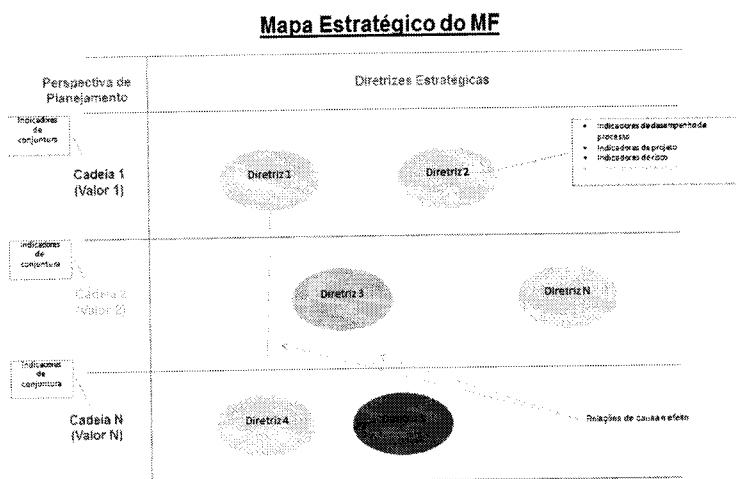 Mapa Estratégico do MF
Perspectiva de
Planejamento
Diretrizes Estratégicas
Indicadores
de
conjuntura
Cadeia 1
(Valor 1)
Diretriz 1
Diretriz 2
• Indicadores de desempenho de
processo
• Indicadores de projeto
• Indicadores de risco
Indicadores
de
conjuntura
Cadeia 2
(Valor 2)
Diretriz 3
Diretriz N
Indicadores
de
conjuntura
Cadeia N
(Valor N)
Diretriz 4
Relações de causa e efeito